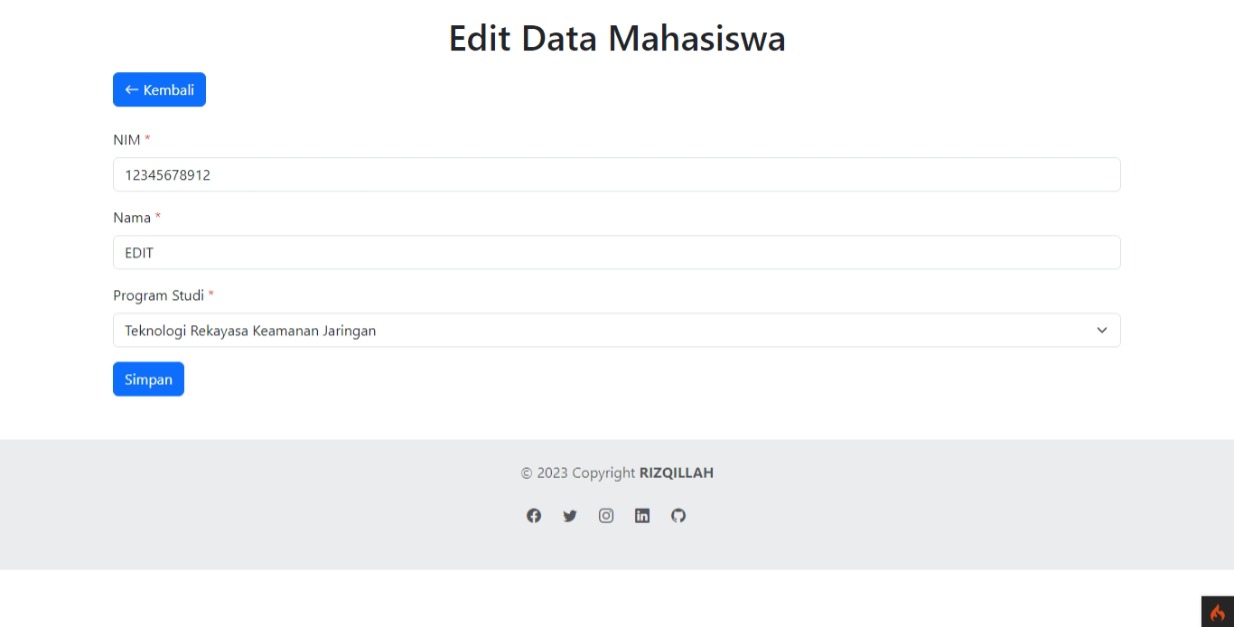 Edit Data Mahasiswa
← Kembali
NIM *
12345678912
Nama *
EDIT
Program Studi *
Teknologi Rekayasa Keamanan Jaringan
Simpan
© 2023 Copyright RIZQILLAH